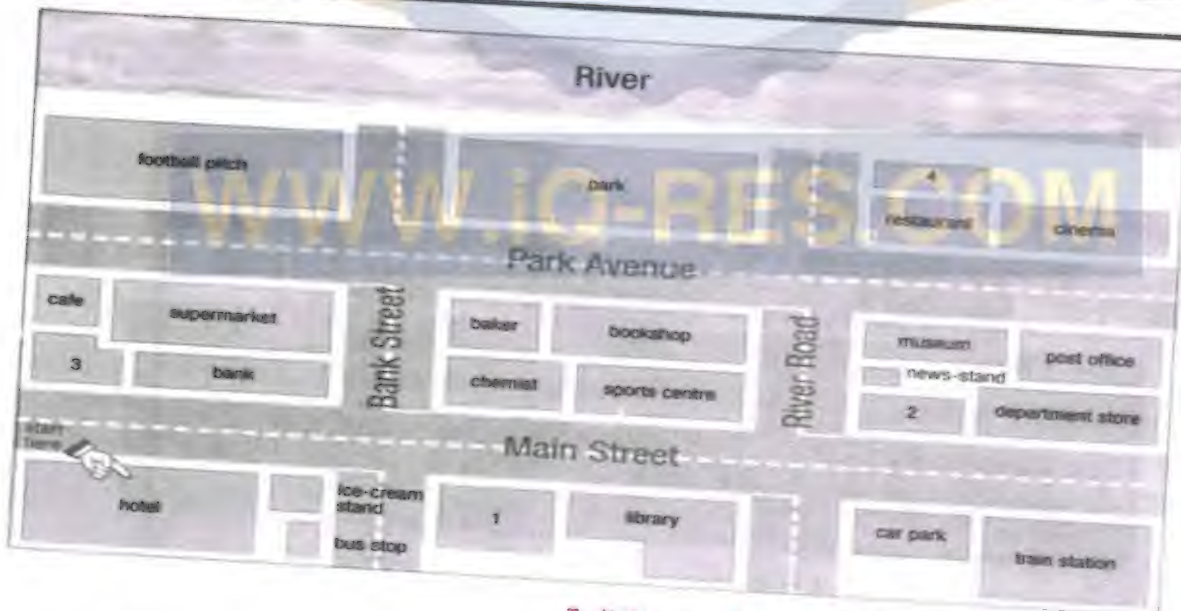 River
football pitch
park
4
restaurant
cinema
WWW.iQ-RES.COM
Park Avenue
cafe
supermarket
Bank Street
baker
bookshop
River Road
museum
post office
3
bank
chemist
sports centre
news-stand
2
department store
start
here
Main Street
hotel
ice-cream
stand
bus stop
1
library
car park
train station